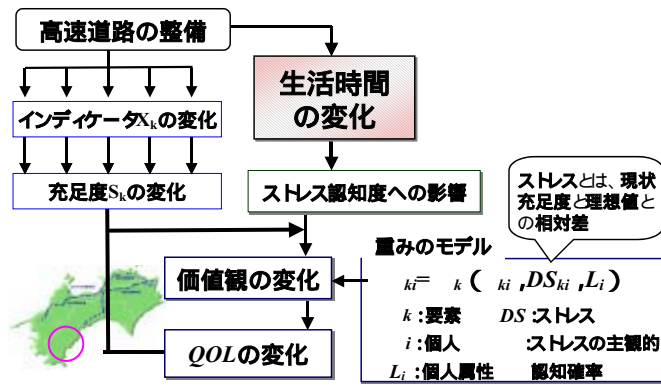 高速道路の整備
生活時間
の変化
インディケータXkの変化
充足度Skの変化
ストレス認知度への影響
ストレスとは、現状
充足度と理想値と
の相対差
重みのモデル
価値観の変化
ki= k ( ki ,DSki ,Li)
k :要素 DS :ストレス
i :個人 :ストレスの主観的
Li :個人属性 認知確率
QOLの変化